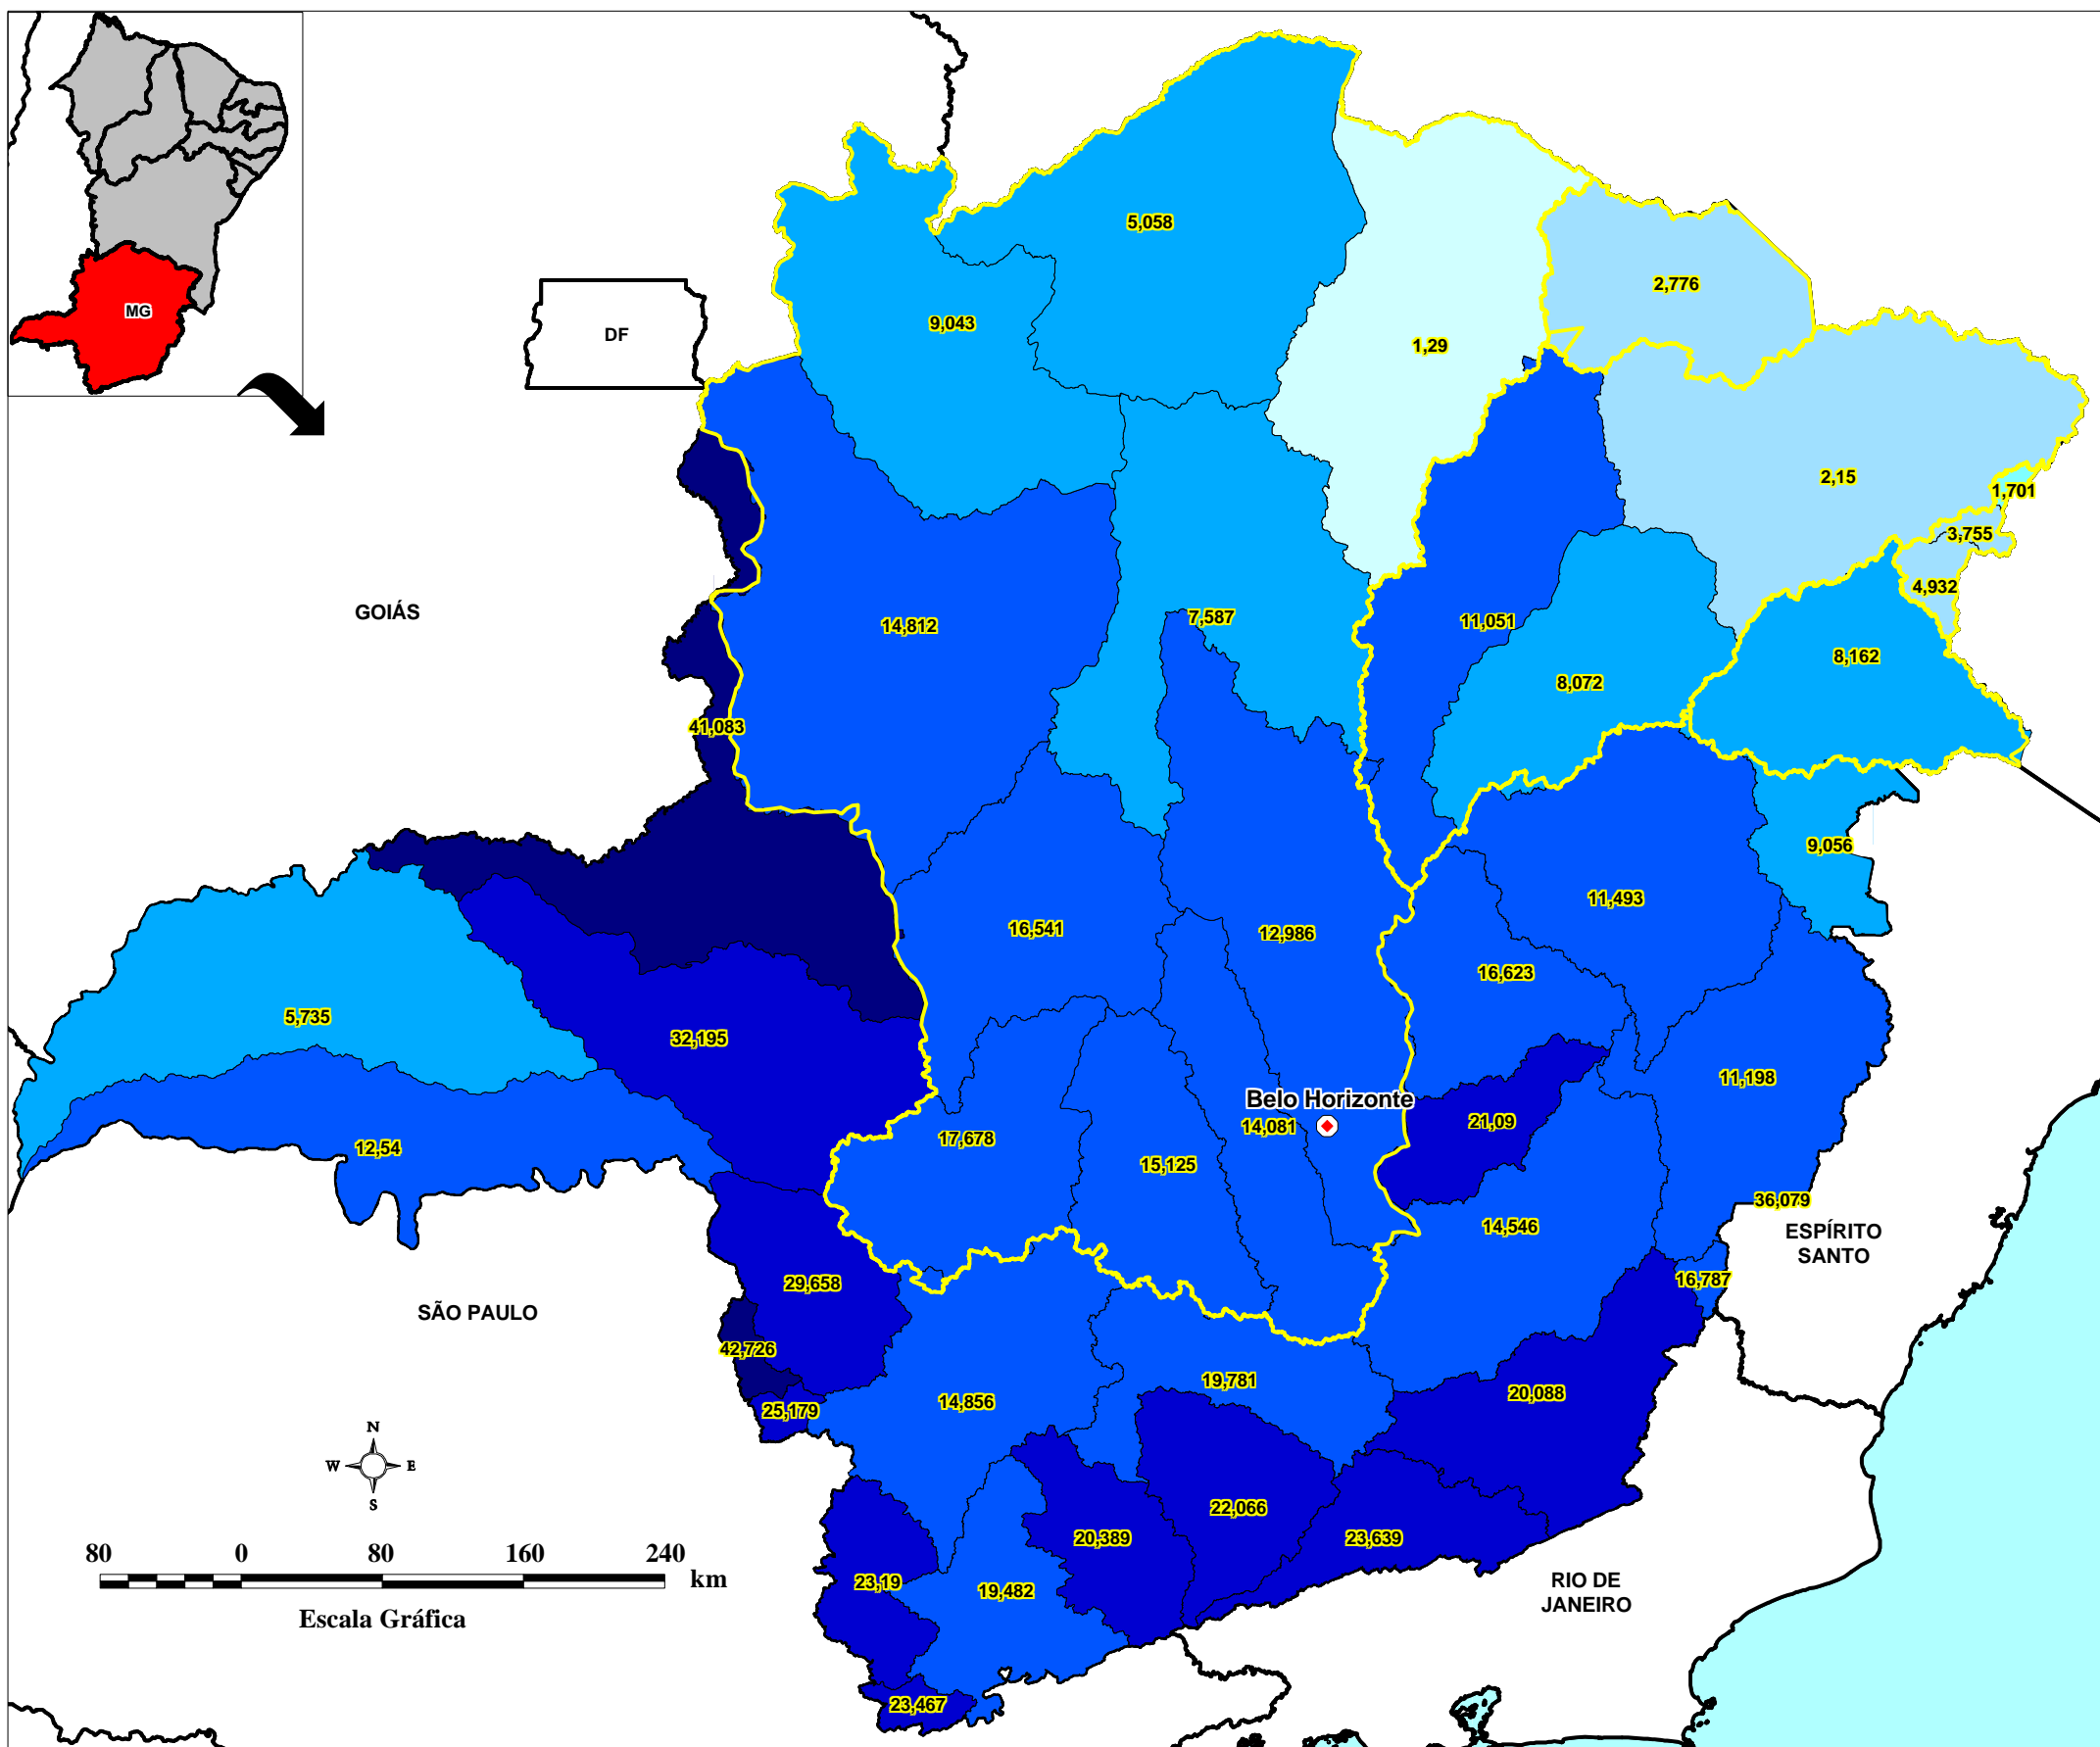 MG
DF
5,058
2,776
9,043
1,29
2,15
1,701
3,755
4,932
GOIÁS
14,812
7,587
11,051
8,162
8,072
41,083
9,056
11,493
16,541
12,986
16,623
5,735
32,195
11,198
Belo Horizonte
14,081
21,09
17,678
12,54
15,125
36,079
14,546
ESPÍRITO
SANTO
16,787
29,658
SÃO PAULO
42,726
19,781
20,088
14,856
25,179
N
W
E
S
22,066
20,389
23,639
80 0 80 160 240
km
Escala Gráfica
23,19
19,482
RIO DE
JANEIRO
23,467